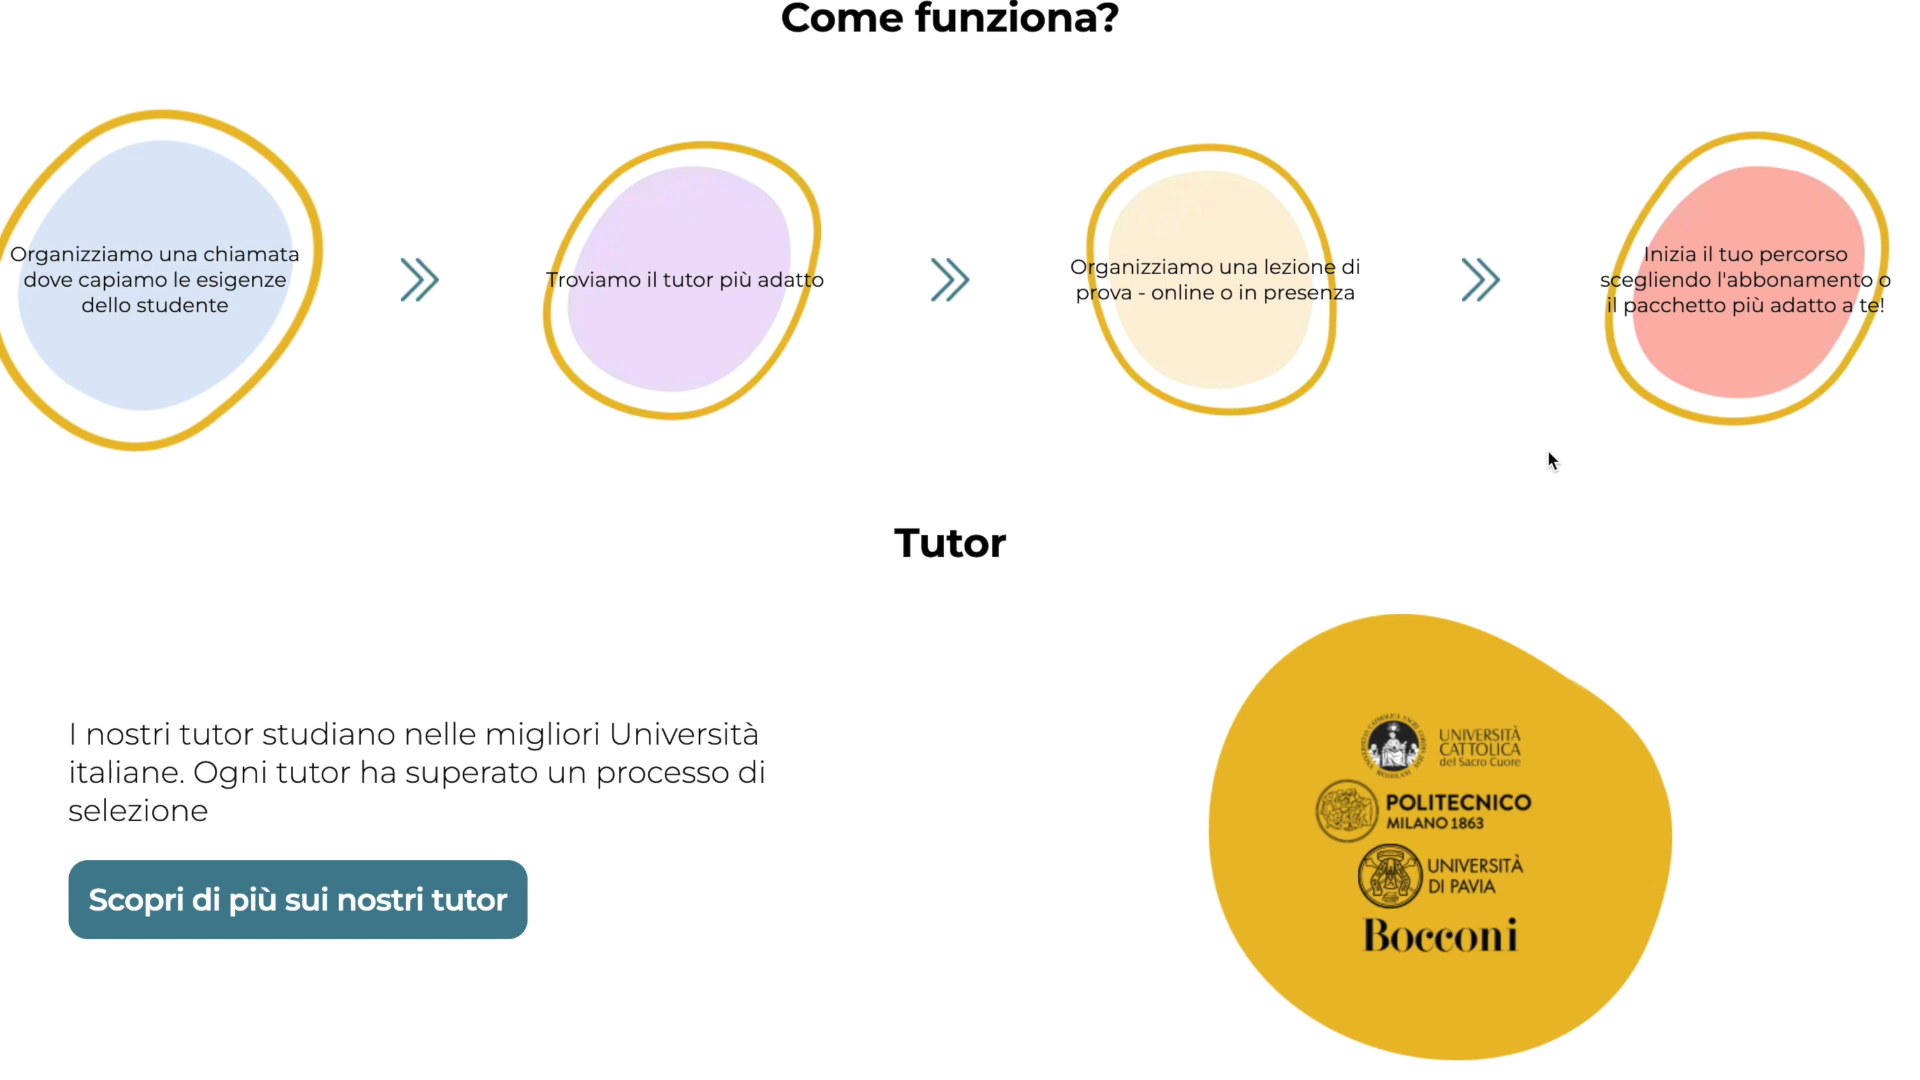 Come funziona?
Organizziamo una chiamata
dove capiamo le esigenze
dello studente
Troviamo il tutor più adatto
Organizziamo una lezione di
prova - online o in presenza
Inizia il tuo percorso
scegliendo l'abbonamento o
il pacchetto più adatto a te!
Tutor
I nostri tutor studiano nelle migliori Università
italiane. Ogni tutor ha superato un processo di
selezione
Scopri di più sui nostri tutor
UNIVERSITÀ
CATTOLICA
del Sacro Cuore
POLITECNICO
MILANO 1863
UNIVERSITÀ
DI PAVIA
Bocconi